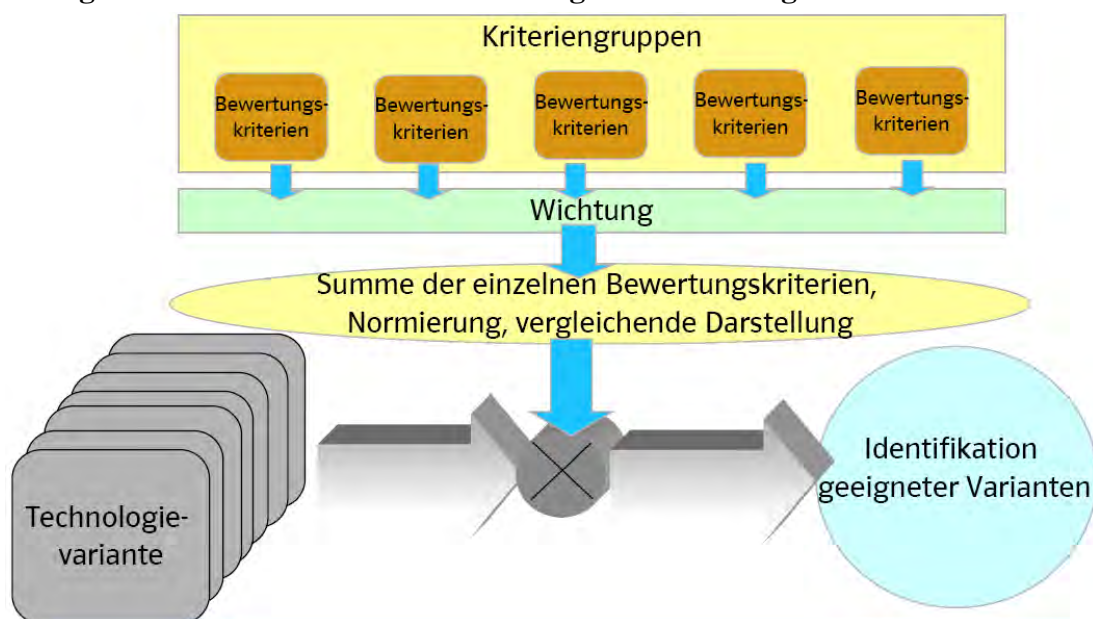 Kriteriengruppen
Bewertungs-
kriterien
Bewertungs-
kriterien
Bewertungs-
kriterien
Bewertungs-
kriterien
Bewertungs-
kriterien
Wichtung
Summe der einzelnen Bewertungskriterien,
Normierung, vergleichende Darstellung
Technologie-
variante
Identifikation
geeigneter Varianten